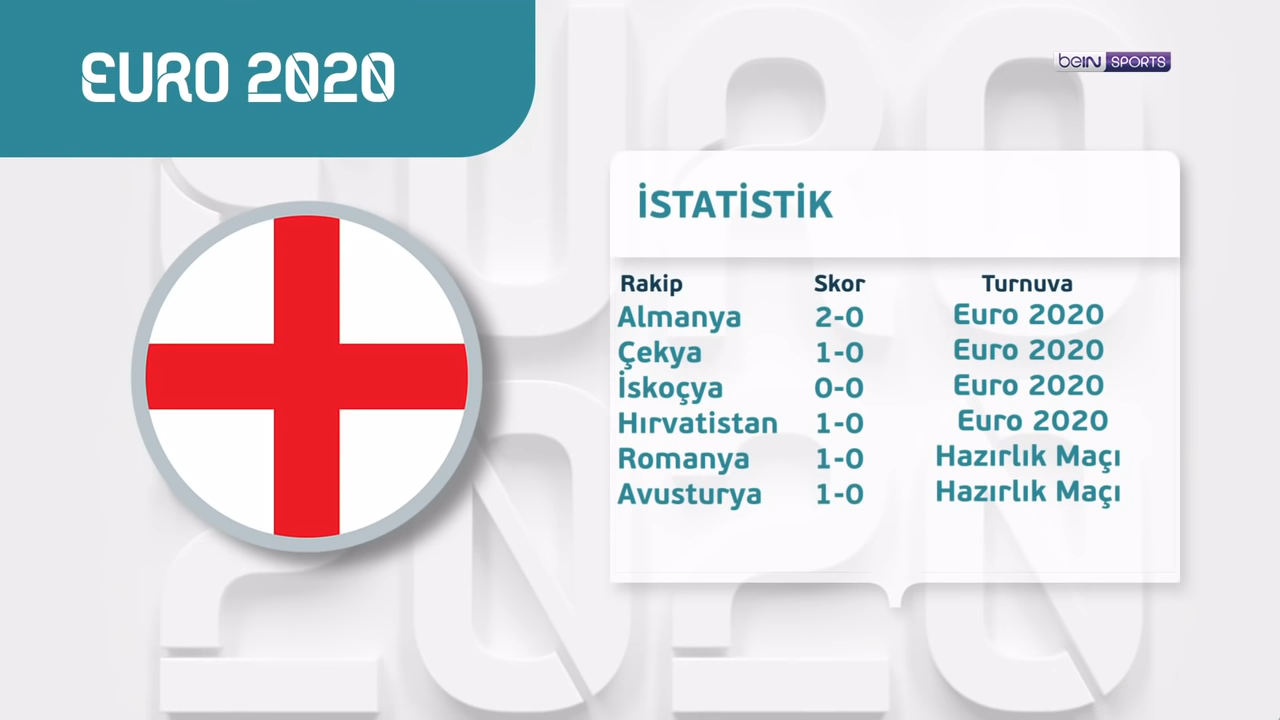 EURO 2020
beIN SPORTS
İSTATİSTİK
Rakip Skor Turnuva
Almanya 2-0 Euro 2020
Çekya 1-0 Euro 2020
İskoçya 0-0 Euro 2020
Hırvatistan 1-0 Euro 2020
Romanya 1-0 Hazırlık Maçı
Avusturya 1-0 Hazırlık Maçı